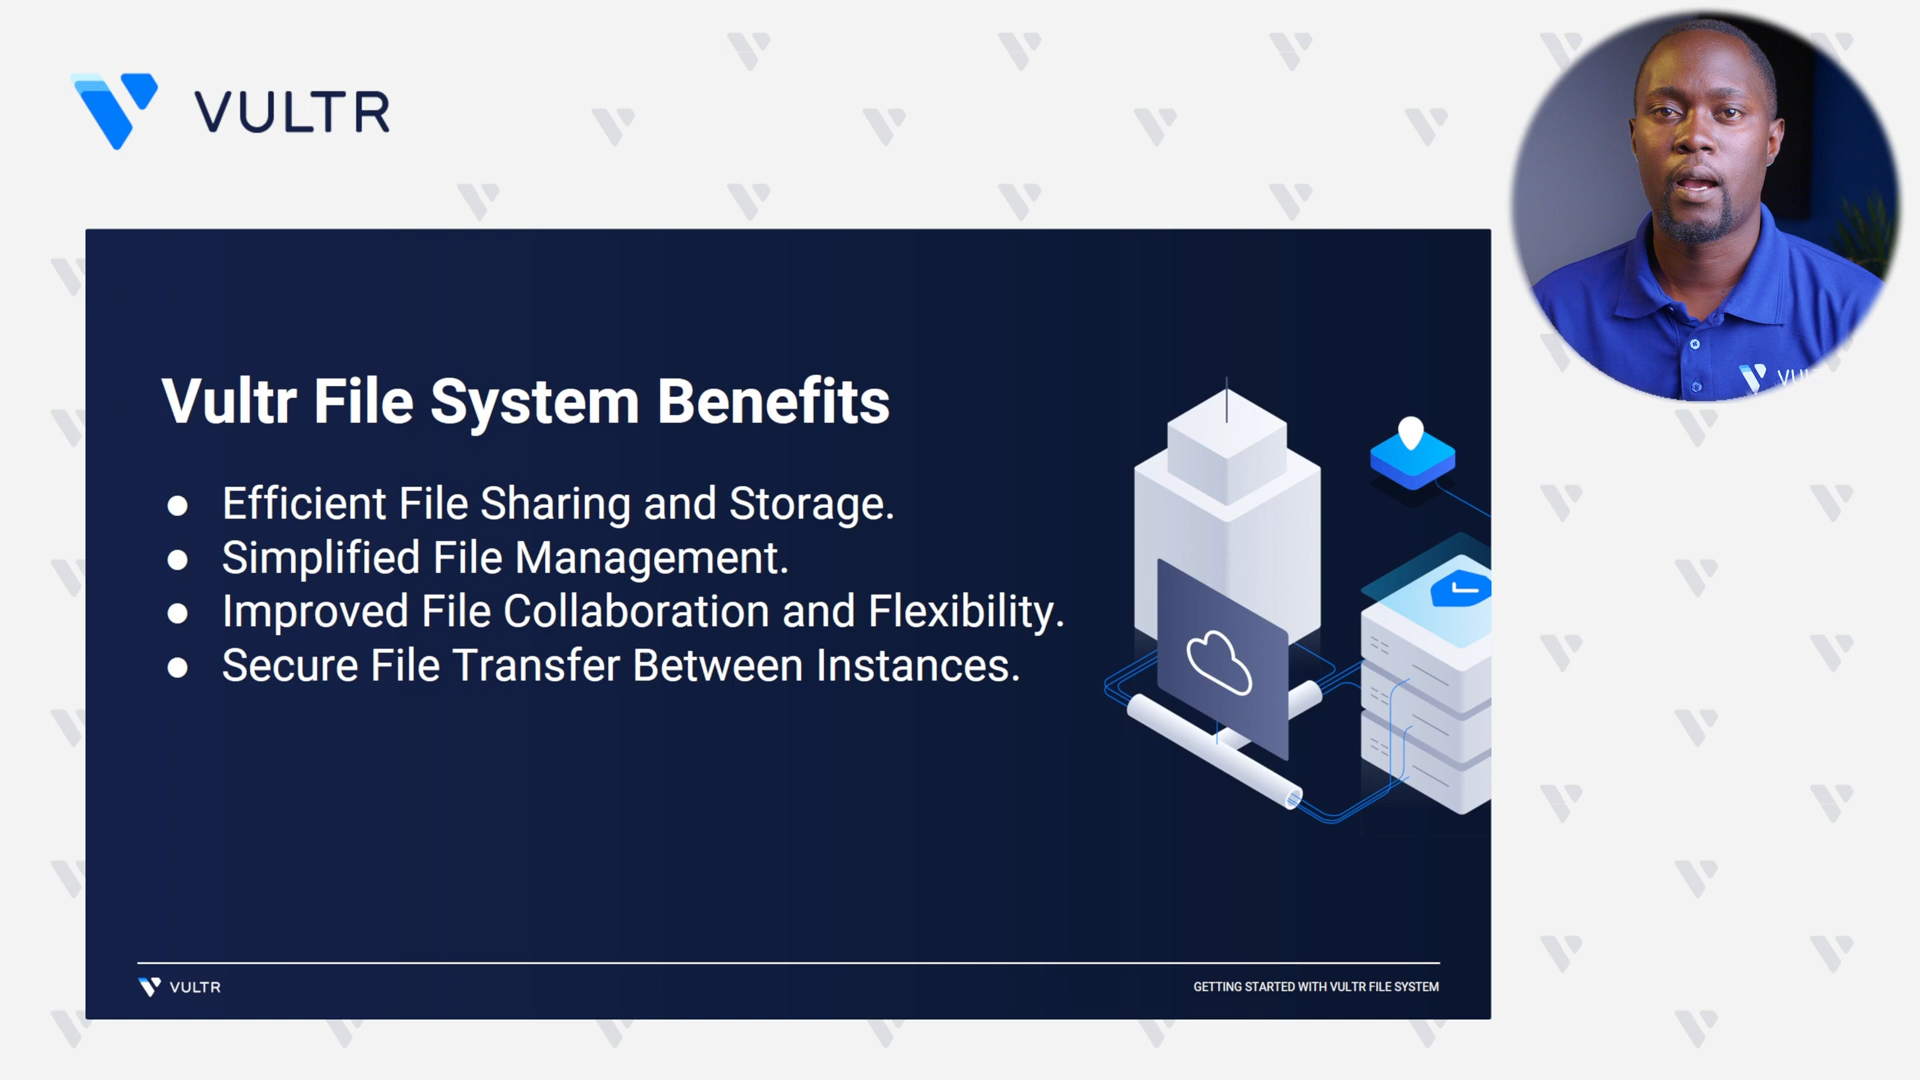 VULTR
Vultr File System Benefits
● Efficient File Sharing and Storage.
● Simplified File Management.
● Improved File Collaboration and Flexibility.
● Secure File Transfer Between Instances.
VULTR
GETTING STARTED WITH VULTR FILE SYSTEM